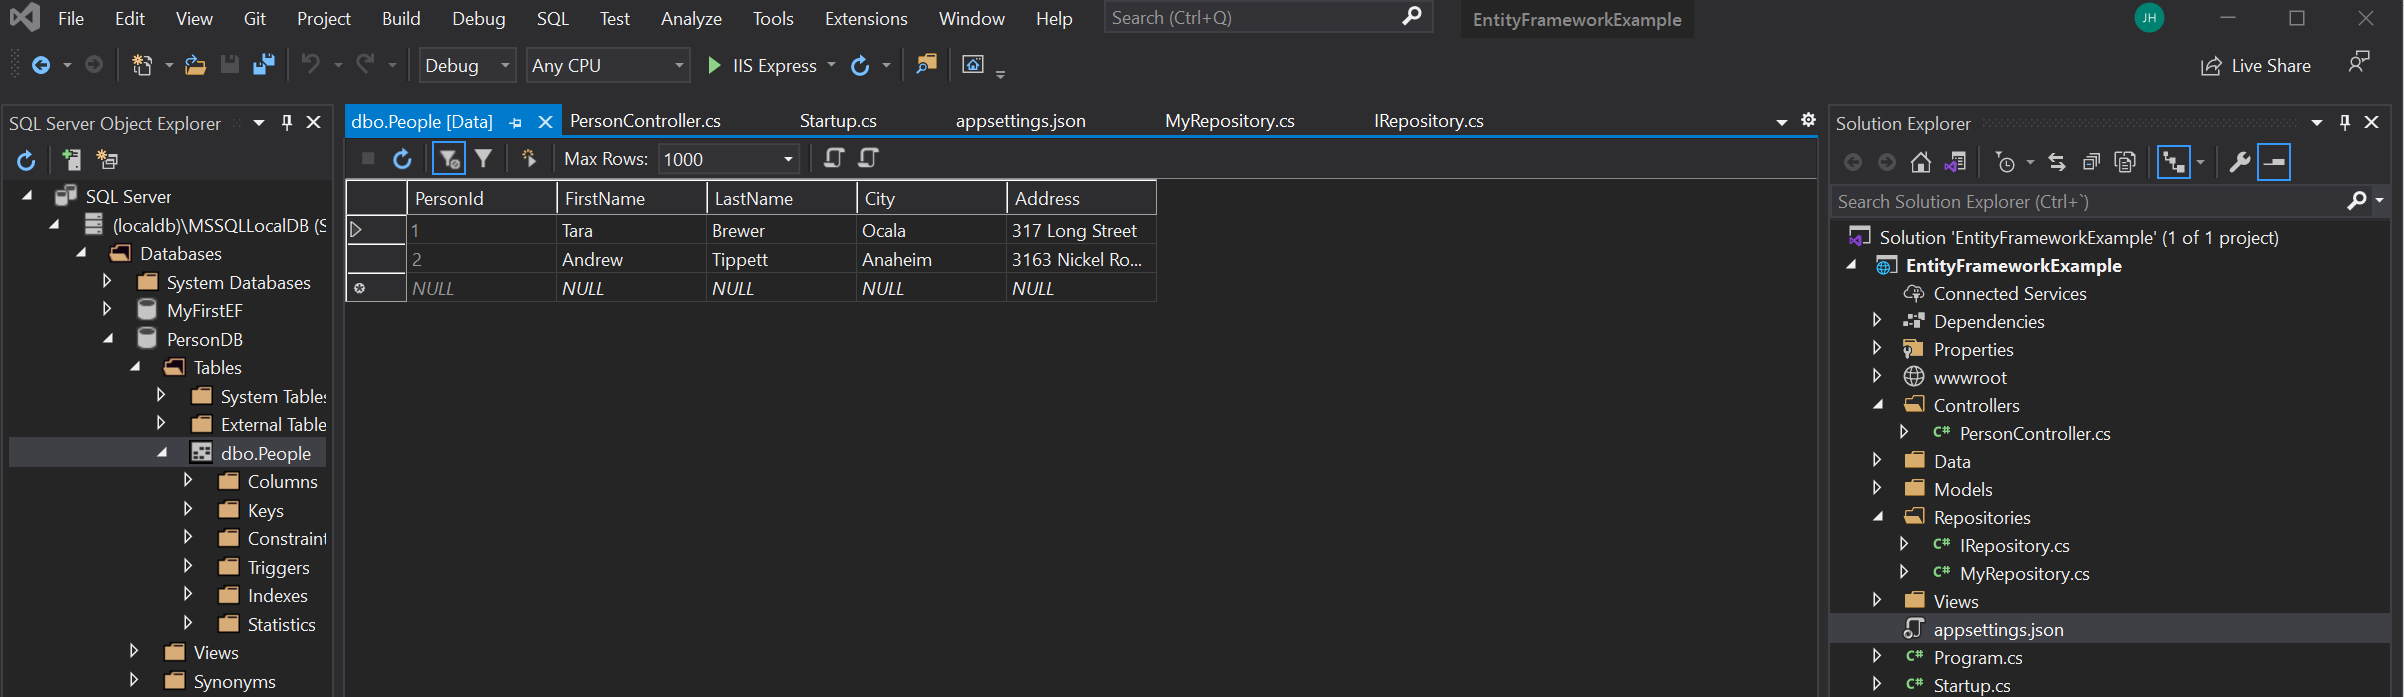 File Edit View Git Project Build Debug SQL Test Analyze Tools Extensions Window Help Search (Ctrl+Q) EntityFrameworkExample JH
Debug Any CPU IIS Express Live Share
SQL Server Object Explorer
dbo.People [Data] PersonController.cs Startup.cs appsettings.json MyRepository.cs IRepository.cs
Max Rows: 1000
PersonId FirstName LastName City Address
1 Tara Brewer Ocala 317 Long Street
2 Andrew Tippett Anaheim 3163 Nickel Ro...
NULL NULL NULL NULL NULL
SQL Server
(localdb)\MSSQLLocalDB (S
Databases
System Databases
MyFirstEF
PersonDB
Tables
System Tables
External Table
dbo.People
Columns
Keys
Constraint
Triggers
Indexes
Statistics
Views
Synonyms
Solution Explorer
Search Solution Explorer (Ctrl+`)
Solution 'EntityFrameworkExample' (1 of 1 project)
EntityFrameworkExample
Connected Services
Dependencies
Properties
wwwroot
Controllers
C# PersonController.cs
Data
Models
Repositories
C# IRepository.cs
C# MyRepository.cs
Views
appsettings.json
C# Program.cs
C# Startup.cs